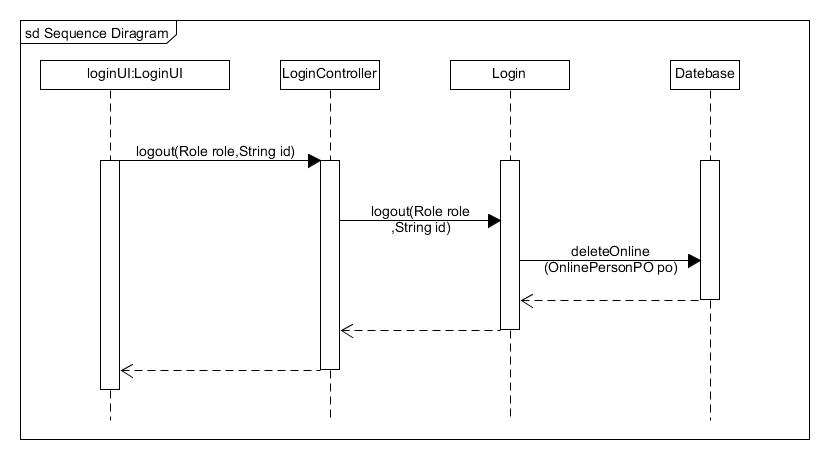 sd Sequence Diragram
loginUI:LoginUI
LoginController
Login
Datebase
logout(Role role,String id)
logout(Role role
,String id)
deleteOnline
(OnlinePersonPO po)